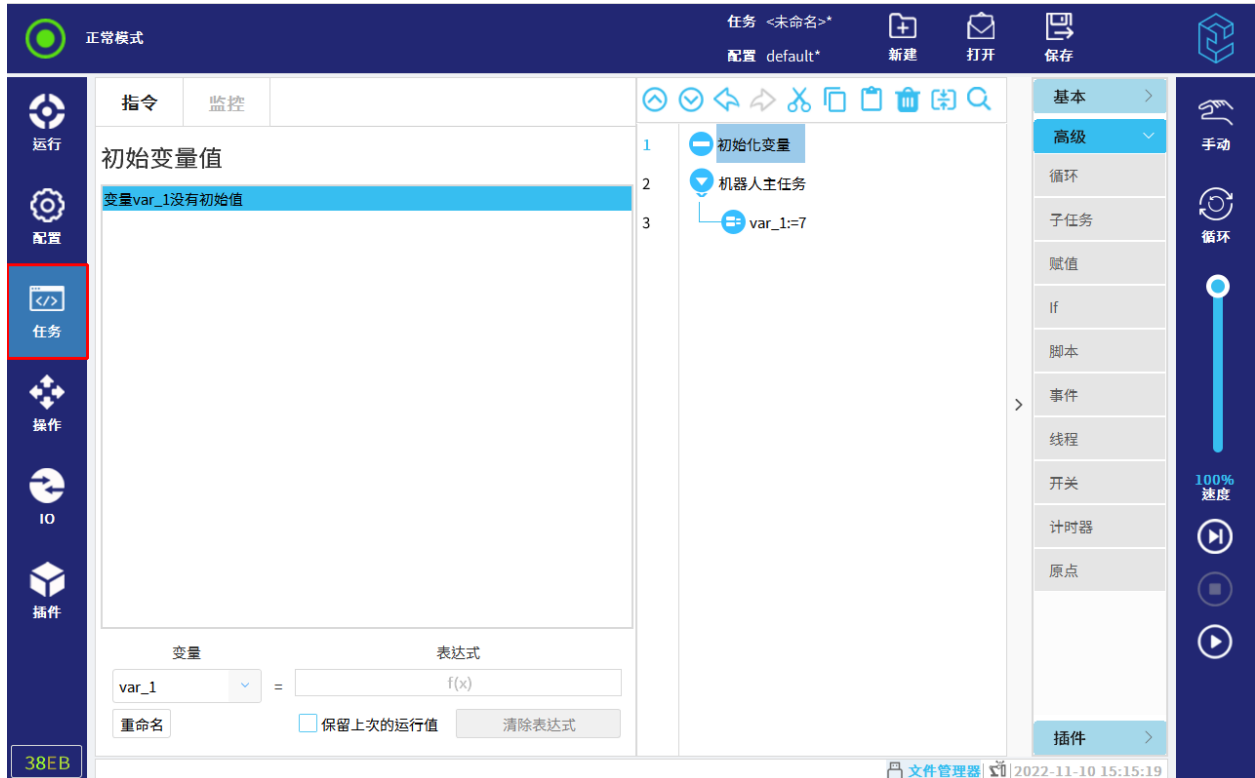 正常模式
任务 <未命名>*
配置 default*
新建
打开
保存
运行
配置
任务
操作
IO
插件
38EB
指令 监控
初始变量值
变量var_1没有初始值
变量 表达式
var_1 = f(x)
重命名 保留上次的运行值 清除表达式
1 初始化变量
2 机器人主任务
3 var_1:=7
基本
高级
循环
子任务
赋值
If
脚本
事件
线程
开关
计时器
原点
插件
手动
循环
100%
速度
文件管理器 2022-11-10 15:15:19